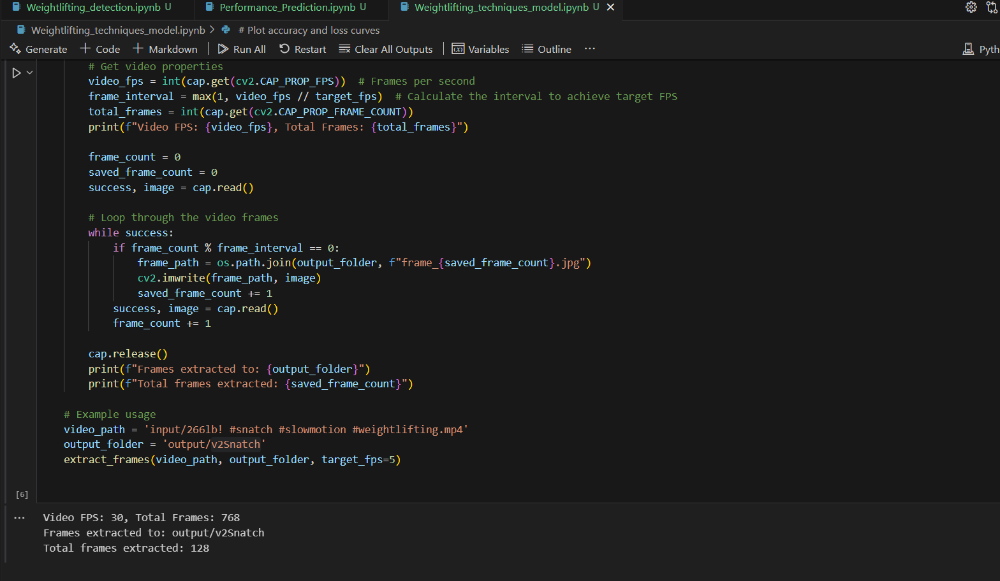 Weightlifting_detection.ipynb U Performance_Prediction.ipynb U Weightlifting_techniques_model.ipynb U
Weightlifting_techniques_model.ipynb > # Plot accuracy and loss curves
Generate + Code + Markdown | Run All Restart Clear All Outputs | Variables Outline ... Pyth
# Get video properties
video_fps = int(cap.get(cv2.CAP_PROP_FPS))  # Frames per second
frame_interval = max(1, video_fps // target_fps)  # Calculate the interval to achieve target FPS
total_frames = int(cap.get(cv2.CAP_PROP_FRAME_COUNT))
print(f"Video FPS: {video_fps}, Total Frames: {total_frames}")
frame_count = 0
saved_frame_count = 0
success, image = cap.read()
# Loop through the video frames
while success:
if frame_count % frame_interval == 0:
frame_path = os.path.join(output_folder, f"frame_{saved_frame_count}.jpg")
cv2.imwrite(frame_path, image)
saved_frame_count += 1
success, image = cap.read()
frame_count += 1
cap.release()
print(f"Frames extracted to: {output_folder}")
print(f"Total frames extracted: {saved_frame_count}")
# Example usage
video_path = 'input/266lb! #snatch #slowmotion #weightlifting.mp4'
output_folder = 'output/v2Snatch'
extract_frames(video_path, output_folder, target_fps=5)
[6]
... Video FPS: 30, Total Frames: 768
Frames extracted to: output/v2Snatch
Total frames extracted: 128